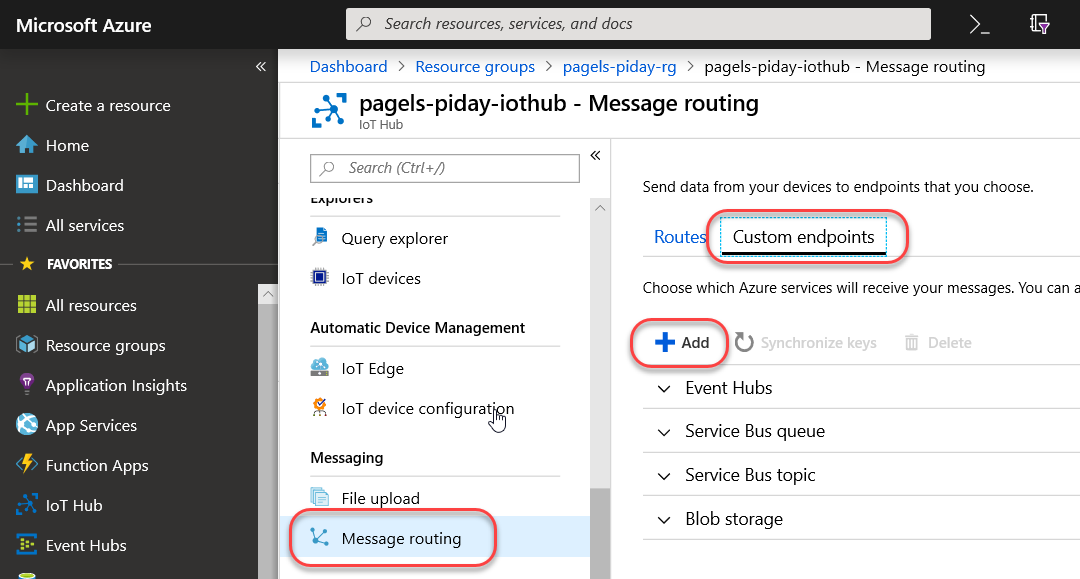 Microsoft Azure
Search resources, services, and docs
Dashboard > Resource groups > pagels-piday-rg > pagels-piday-iothub - Message routing
pagels-piday-iothub - Message routing
IoT Hub
Create a resource
Home
Dashboard
All services
FAVORITES
All resources
Resource groups
Application Insights
App Services
Function Apps
IoT Hub
Event Hubs
Search (Ctrl+/)
Explorers
Query explorer
IoT devices
Automatic Device Management
IoT Edge
IoT device configuration
Messaging
File upload
Message routing
Send data from your devices to endpoints that you choose.
Routes Custom endpoints
Choose which Azure services will receive your messages. You can a
Add Synchronize keys Delete
Event Hubs
Service Bus queue
Service Bus topic
Blob storage